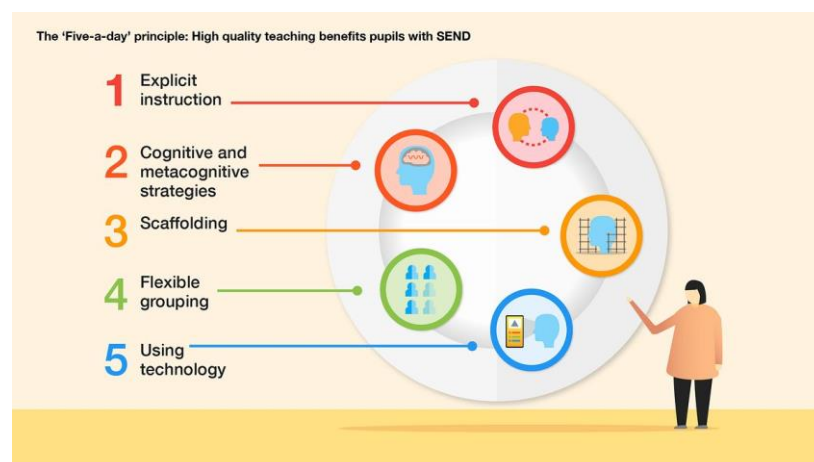 The ‘Five-a-day’ principle: High quality teaching benefits pupils with SEND
1 Explicit
instruction
2 Cognitive and
metacognitive
strategies
3 Scaffolding
4 Flexible
grouping
5 Using
technology